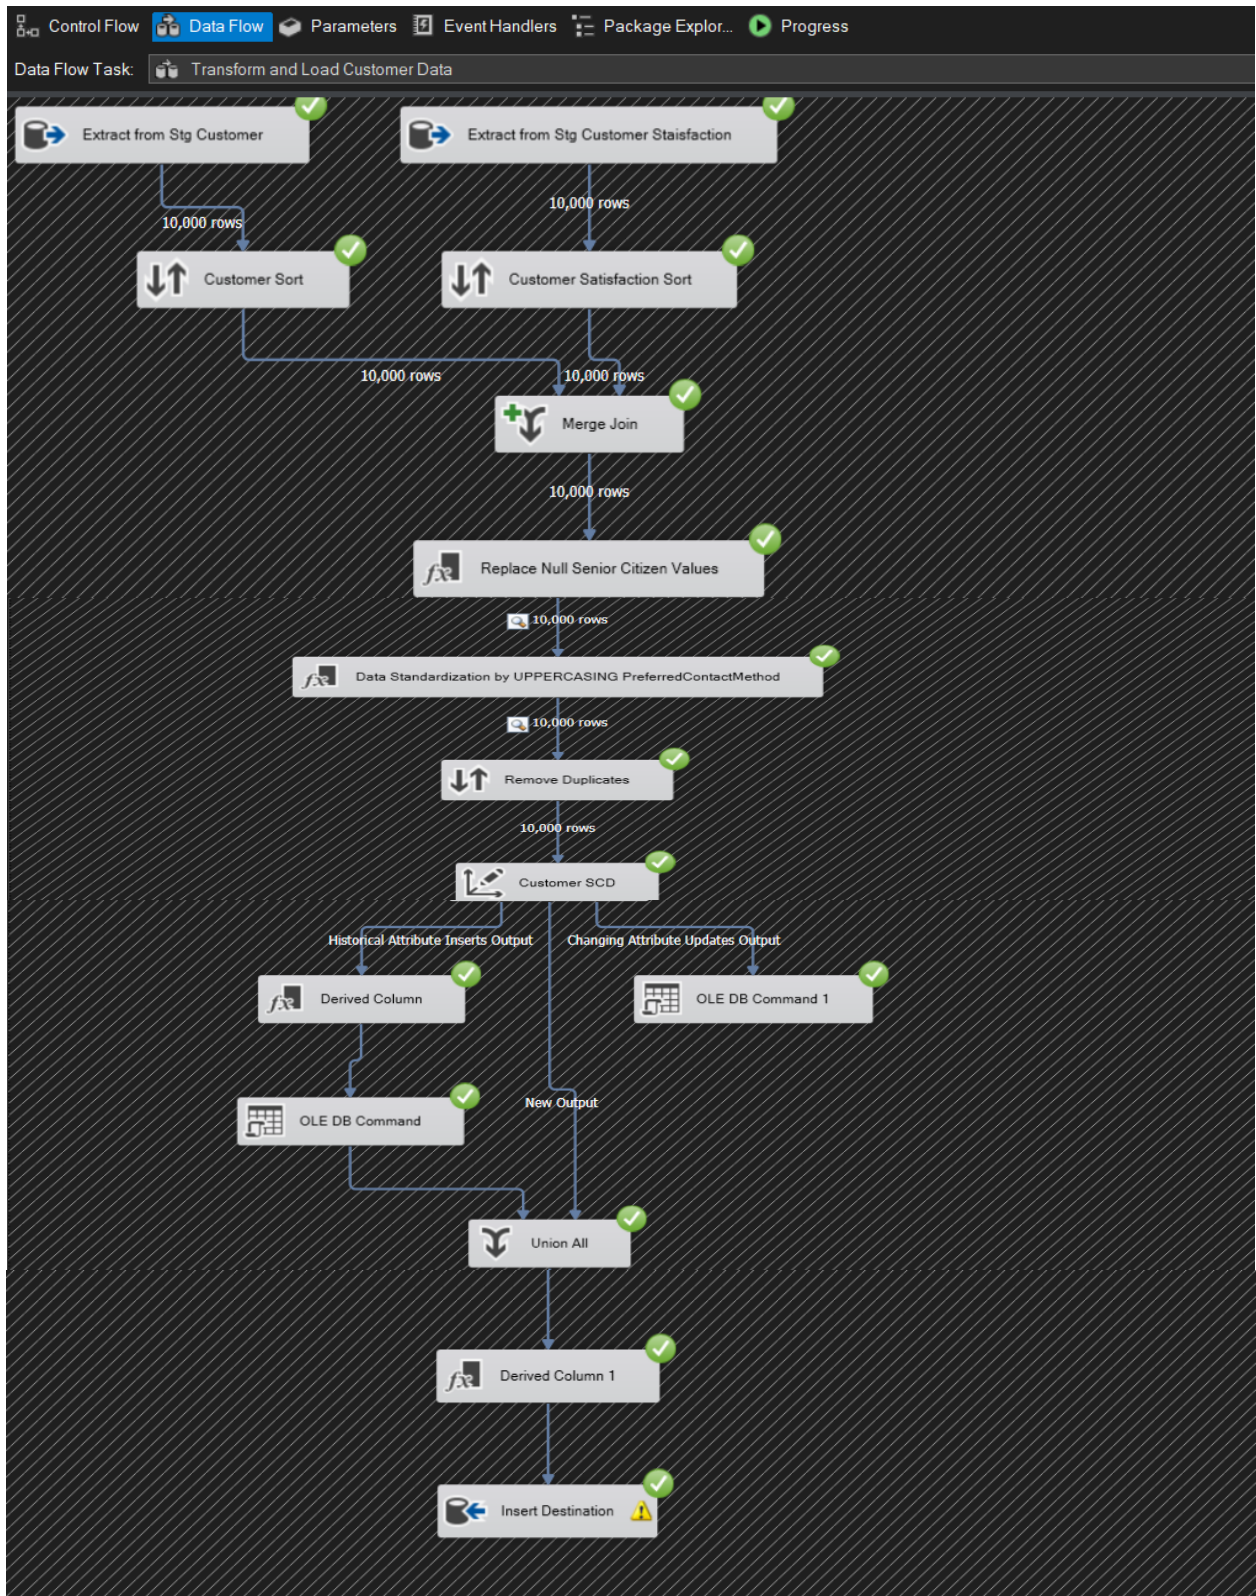 Control Flow Data Flow Parameters Event Handlers Package Explor... Progress
Data Flow Task: Transform and Load Customer Data
Extract from Stg Customer
Extract from Stg Customer Staisfaction
10,000 rows
10,000 rows
Customer Sort
Customer Satisfaction Sort
10,000 rows
10,000 rows
Merge Join
10,000 rows
Replace Null Senior Citizen Values
10,000 rows
Data Standardization by UPPERCASING PreferredContactMethod
10,000 rows
Remove Duplicates
10,000 rows
Customer SCD
Historical Attribute Inserts Output
Changing Attribute Updates Output
Derived Column
OLE DB Command 1
New Output
OLE DB Command
Union All
Derived Column 1
Insert Destination